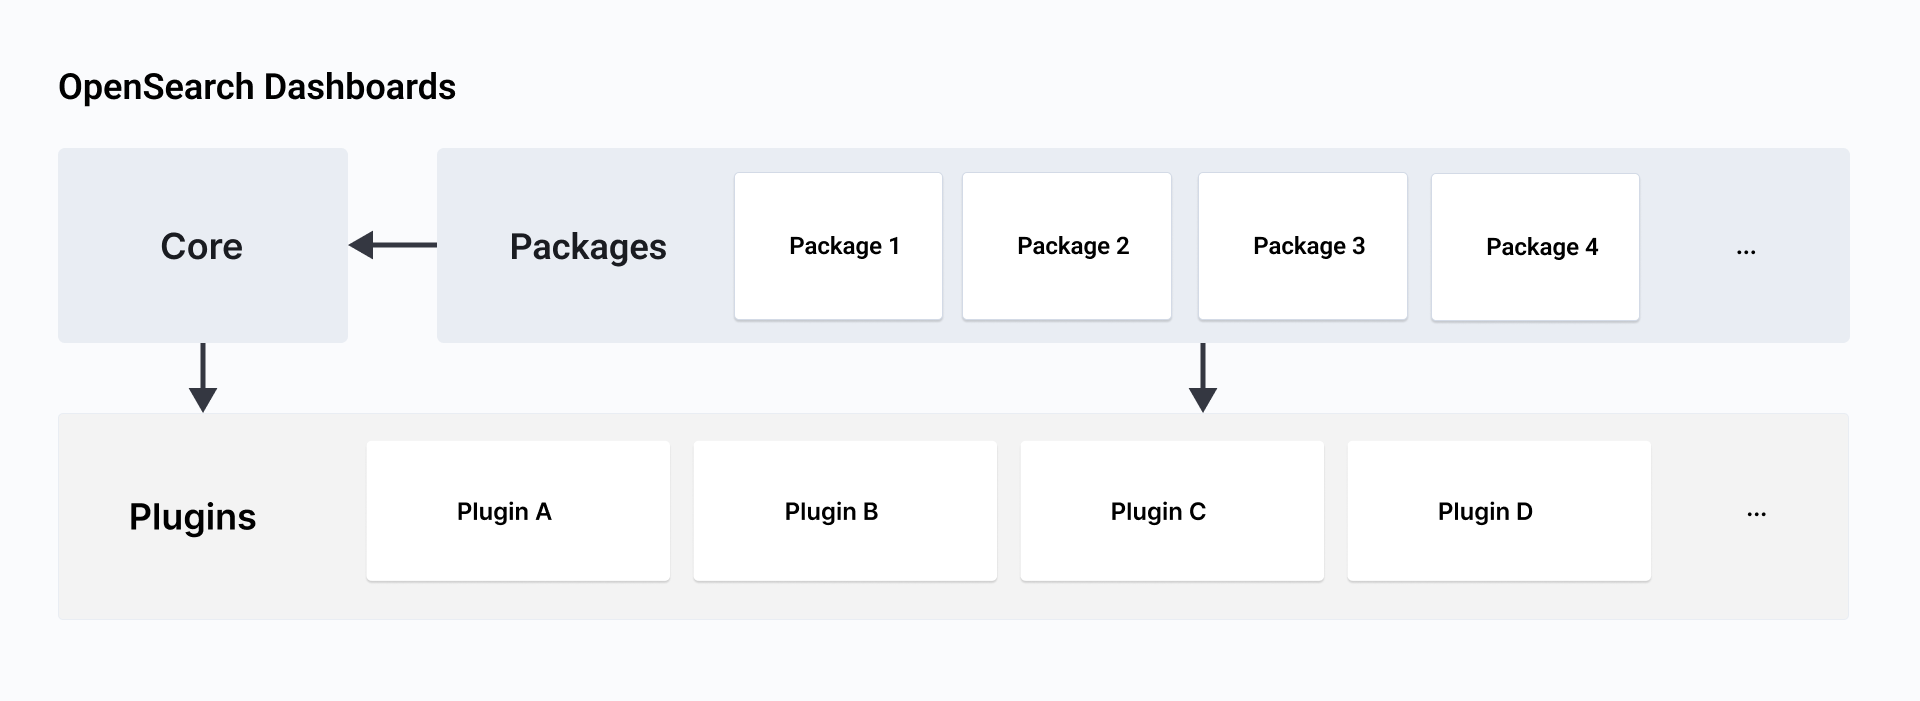 OpenSearch Dashboards
Core
Packages
Package 1
Package 2
Package 3
Package 4
...
Plugins
Plugin A
Plugin B
Plugin C
Plugin D
...